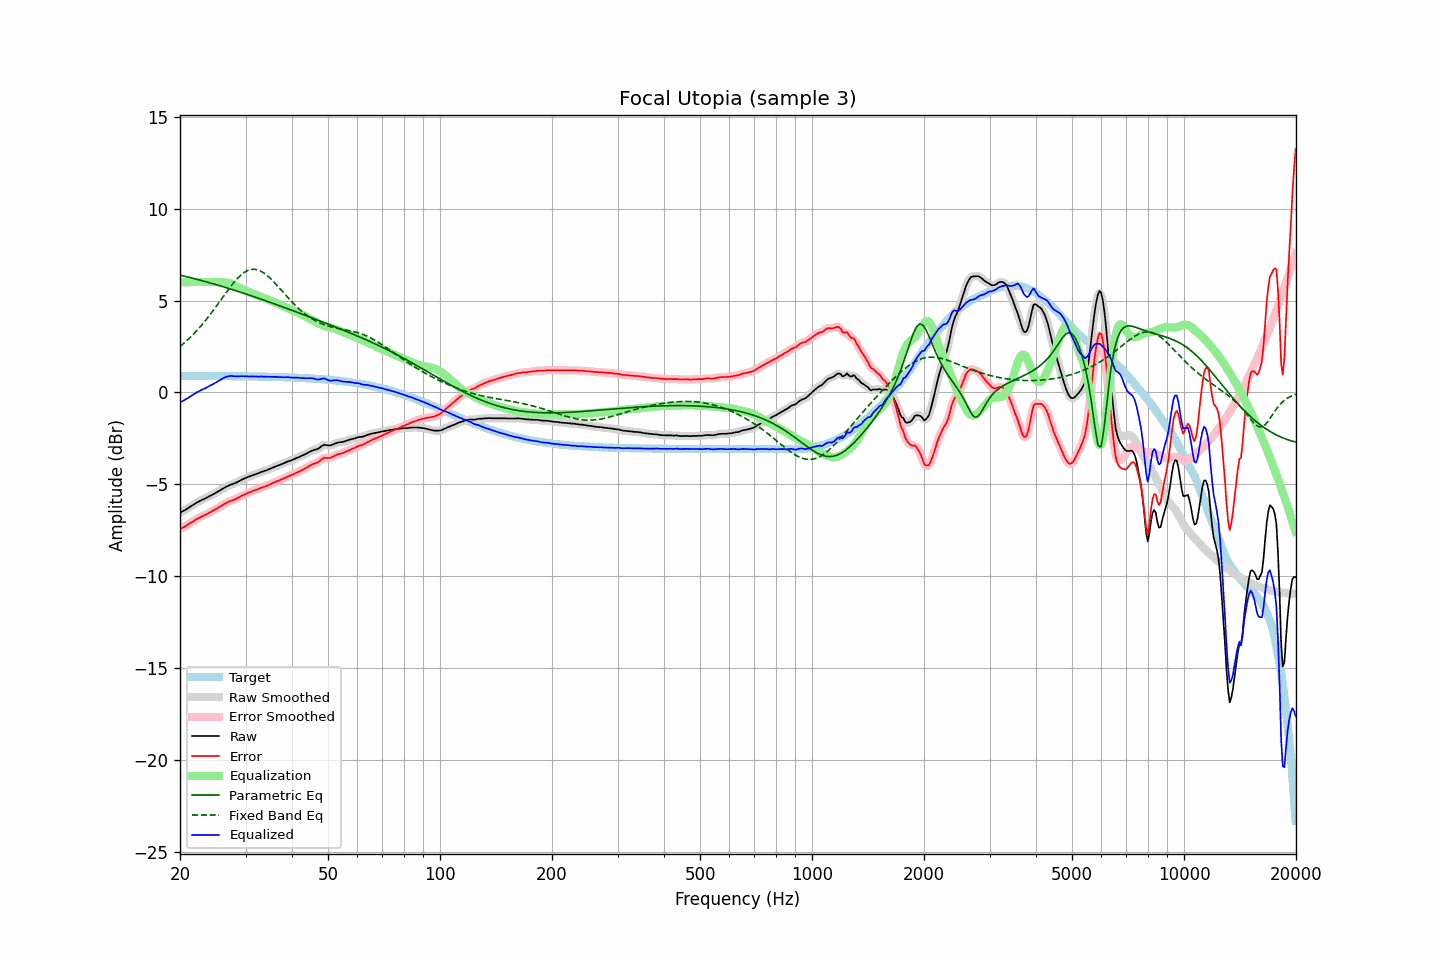 Focal Utopia (sample 3)
15
10
5
0
−5
−10
−15
−20
−25
Amplitude (dBr)
Target
Raw Smoothed
Error Smoothed
Raw
Error
Equalization
Parametric Eq
Fixed Band Eq
Equalized
20 50 100 200 500 1000 2000 5000 10000 20000
Frequency (Hz)